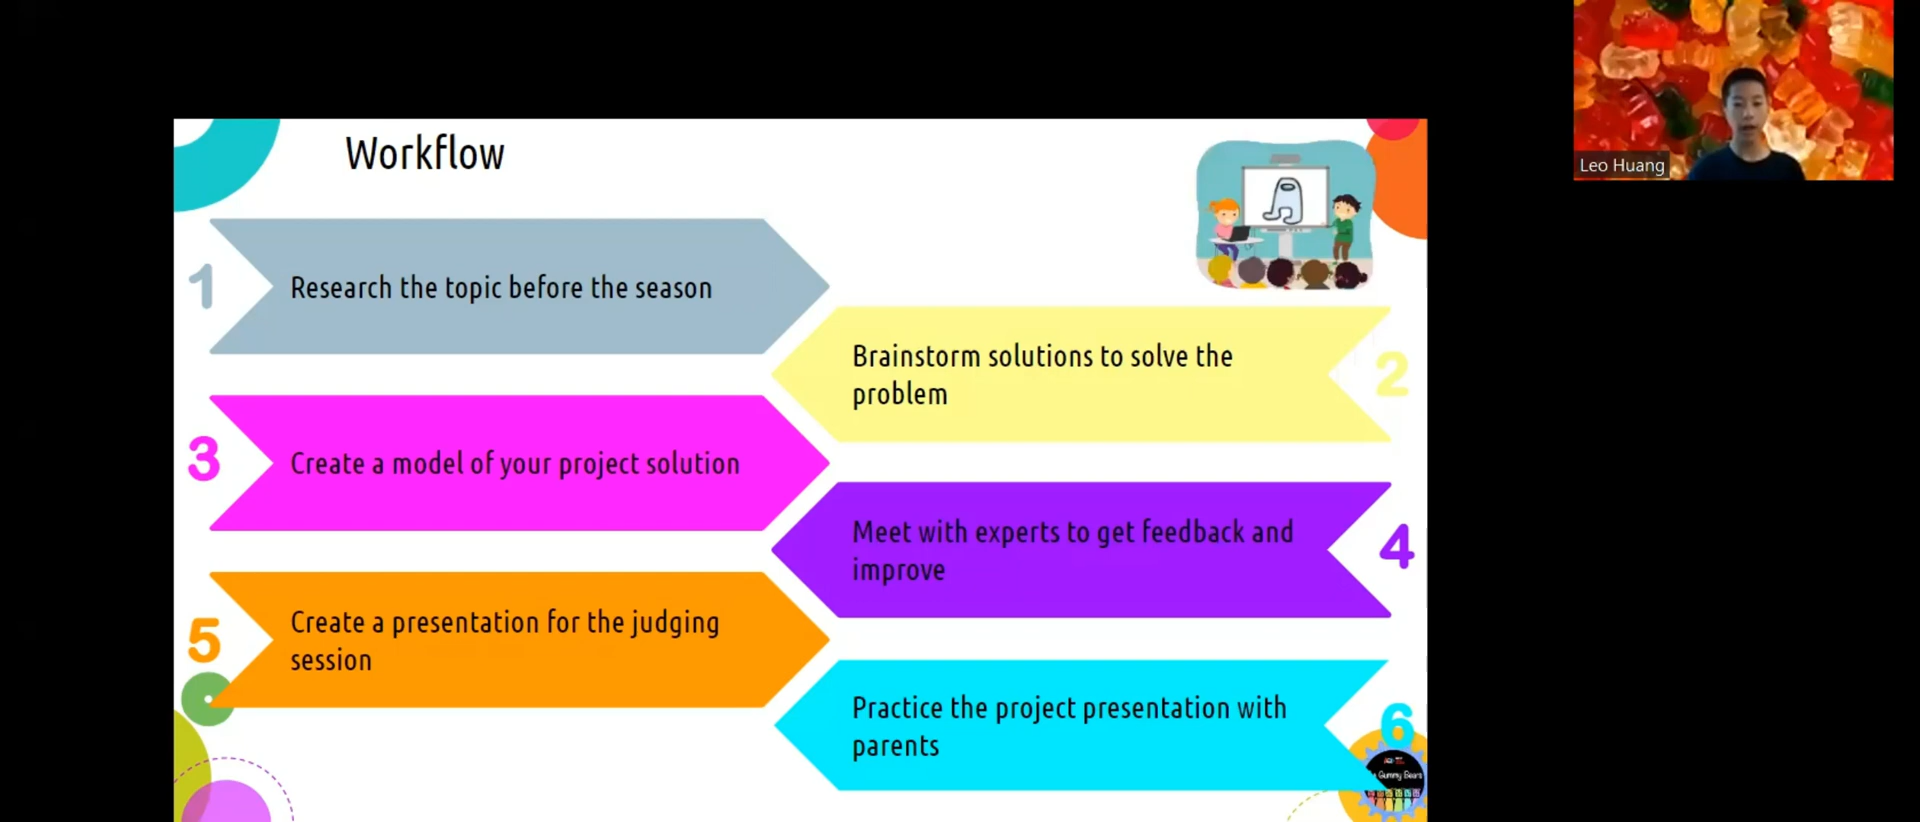 Workflow
Leo Huang
1
Research the topic before the season
2
Brainstorm solutions to solve the
problem
3
Create a model of your project solution
4
Meet with experts to get feedback and
improve
5
Create a presentation for the judging
session
6
Practice the project presentation with
parents
Gummy Bears